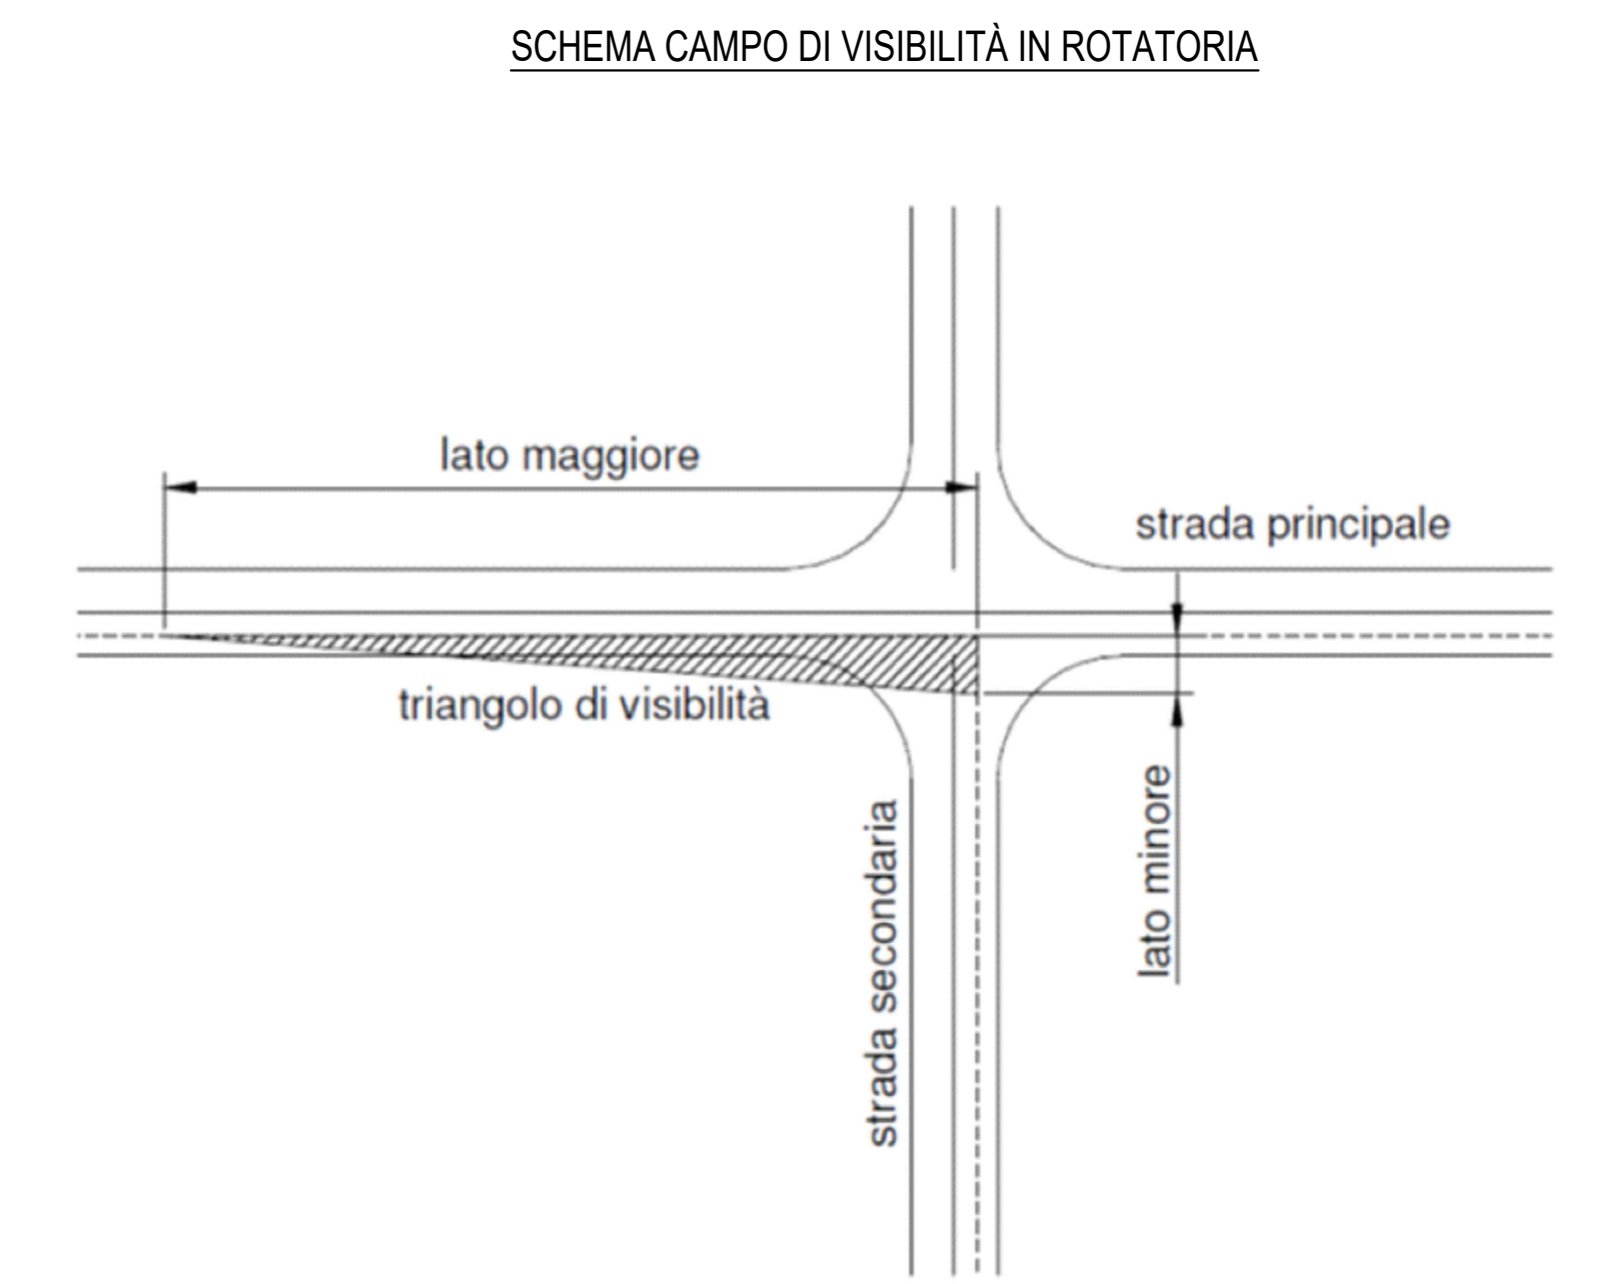 SCHEMA CAMPO DI VISIBILITÀ IN ROTATORIA
lato maggiore
strada principale
triangolo di visibilità
strada secondaria
lato minore